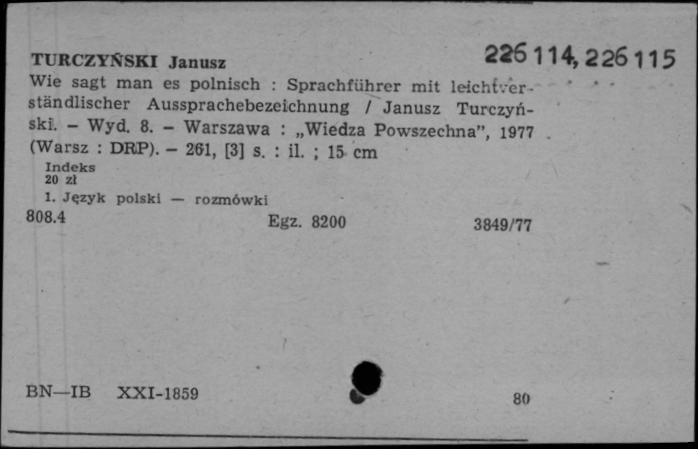 TURCZYŃSKI Janusz 226114, 226115
Wie sagt man es polnisch : Sprachführer mit leichtver-
ständlischer Aussprachebezeichnung / Janusz Turczyń-
ski. — Wyd. 8. — Warszawa : „Wiedza Powszechna”, 1977
(Warsz : DRP). — 261, [3] s. : il. ; 15 cm
Indeks
20 zł
1. Język polski — rozmówki
808.4 Egz. 8200 3849/77
BN—IB XXI-1859 80